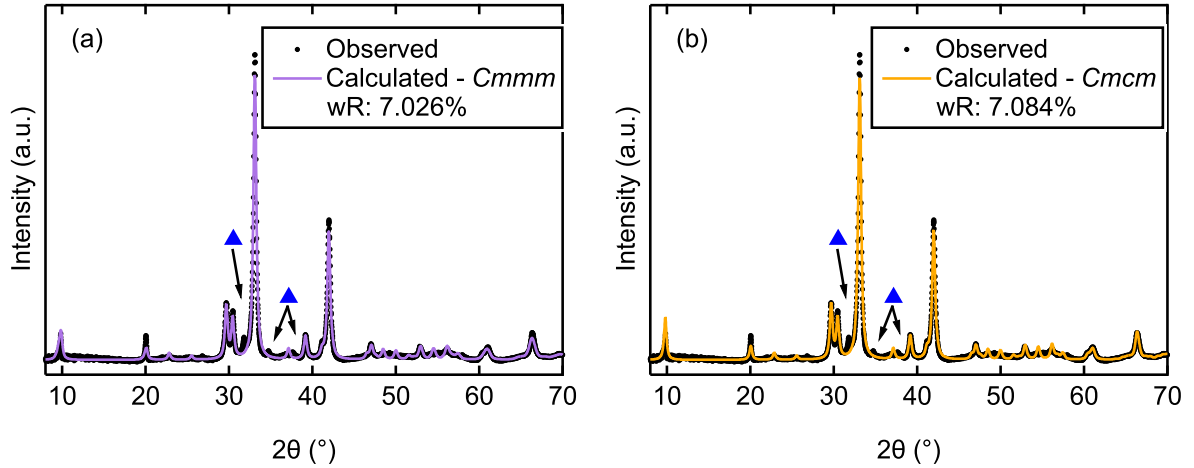 (a)
Observed
Calculated - Cmmm
wR: 7.026%
Intensity (a.u.)
10 20 30 40 50 60 70
2θ (°)
(b)
Observed
Calculated - Cmcm
wR: 7.084%
Intensity (a.u.)
10 20 30 40 50 60 70
2θ (°)